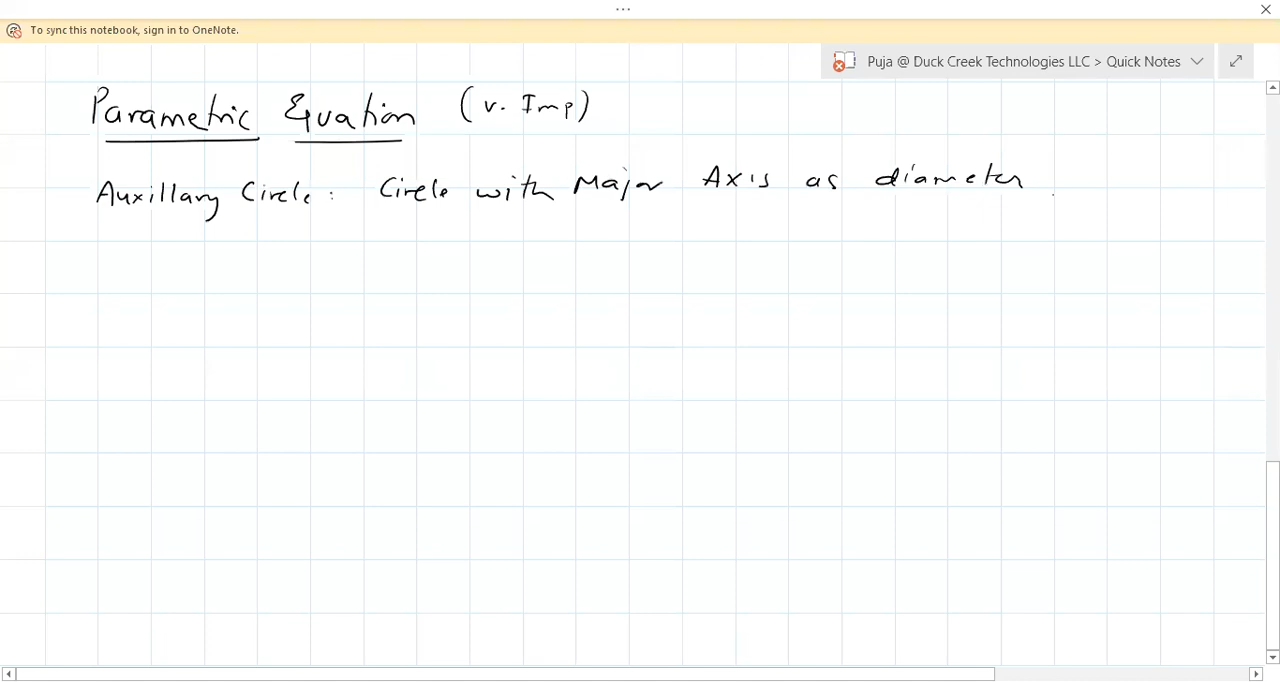 To sync this notebook, sign in to OneNote.
Puja @ Duck Creek Technologies LLC > Quick Notes
Parametric Equation (v. Imp)
Auxillary Circle: Circle with Major Axis as diameter.